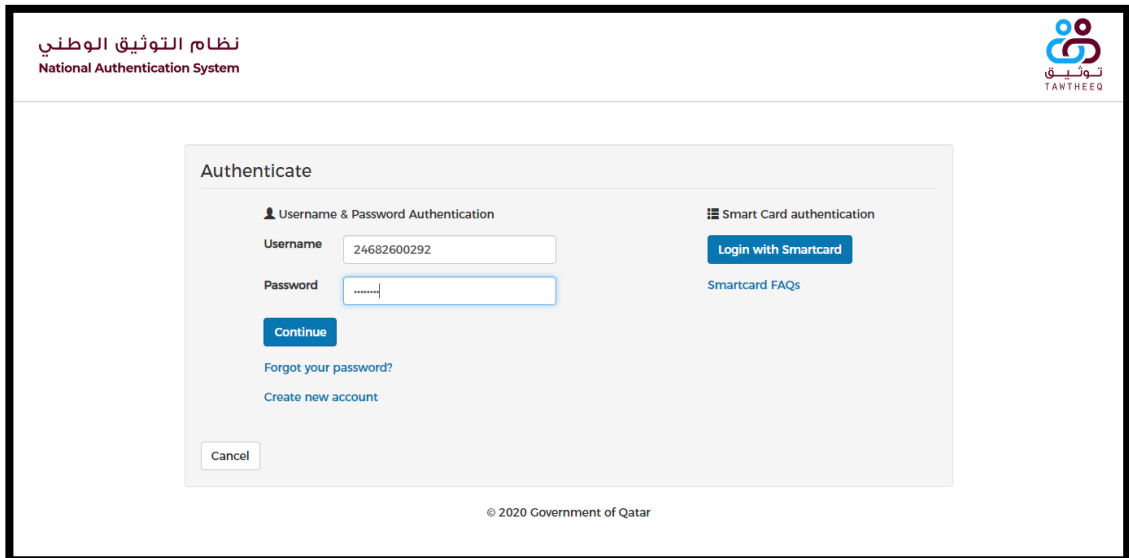 نظام التوثيق الوطني
National Authentication System
توثيق
TAWTHEEQ
Authenticate
Username & Password Authentication
Username
24682600292
Password
........
Continue
Forgot your password?
Create new account
Smart Card authentication
Login with Smartcard
Smartcard FAQs
Cancel
© 2020 Government of Qatar